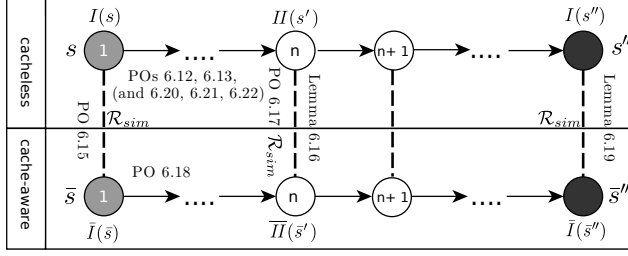 cacheless
I(s)
II(s′)
I(s″)
s
1
....
n
n+ 1
....
s″
POs 6.12, 6.13,
(and 6.20, 6.21, 6.22)
PO 6.15
R_sim
PO 6.17
R_sim
Lemma 6.16
R_sim
Lemma 6.19
cache-aware
PO 6.18
s̄
1
....
n
n+ 1
....
s̄″
Ī(s̄)
I̅I̅(s̄′)
Ī(s̄″)